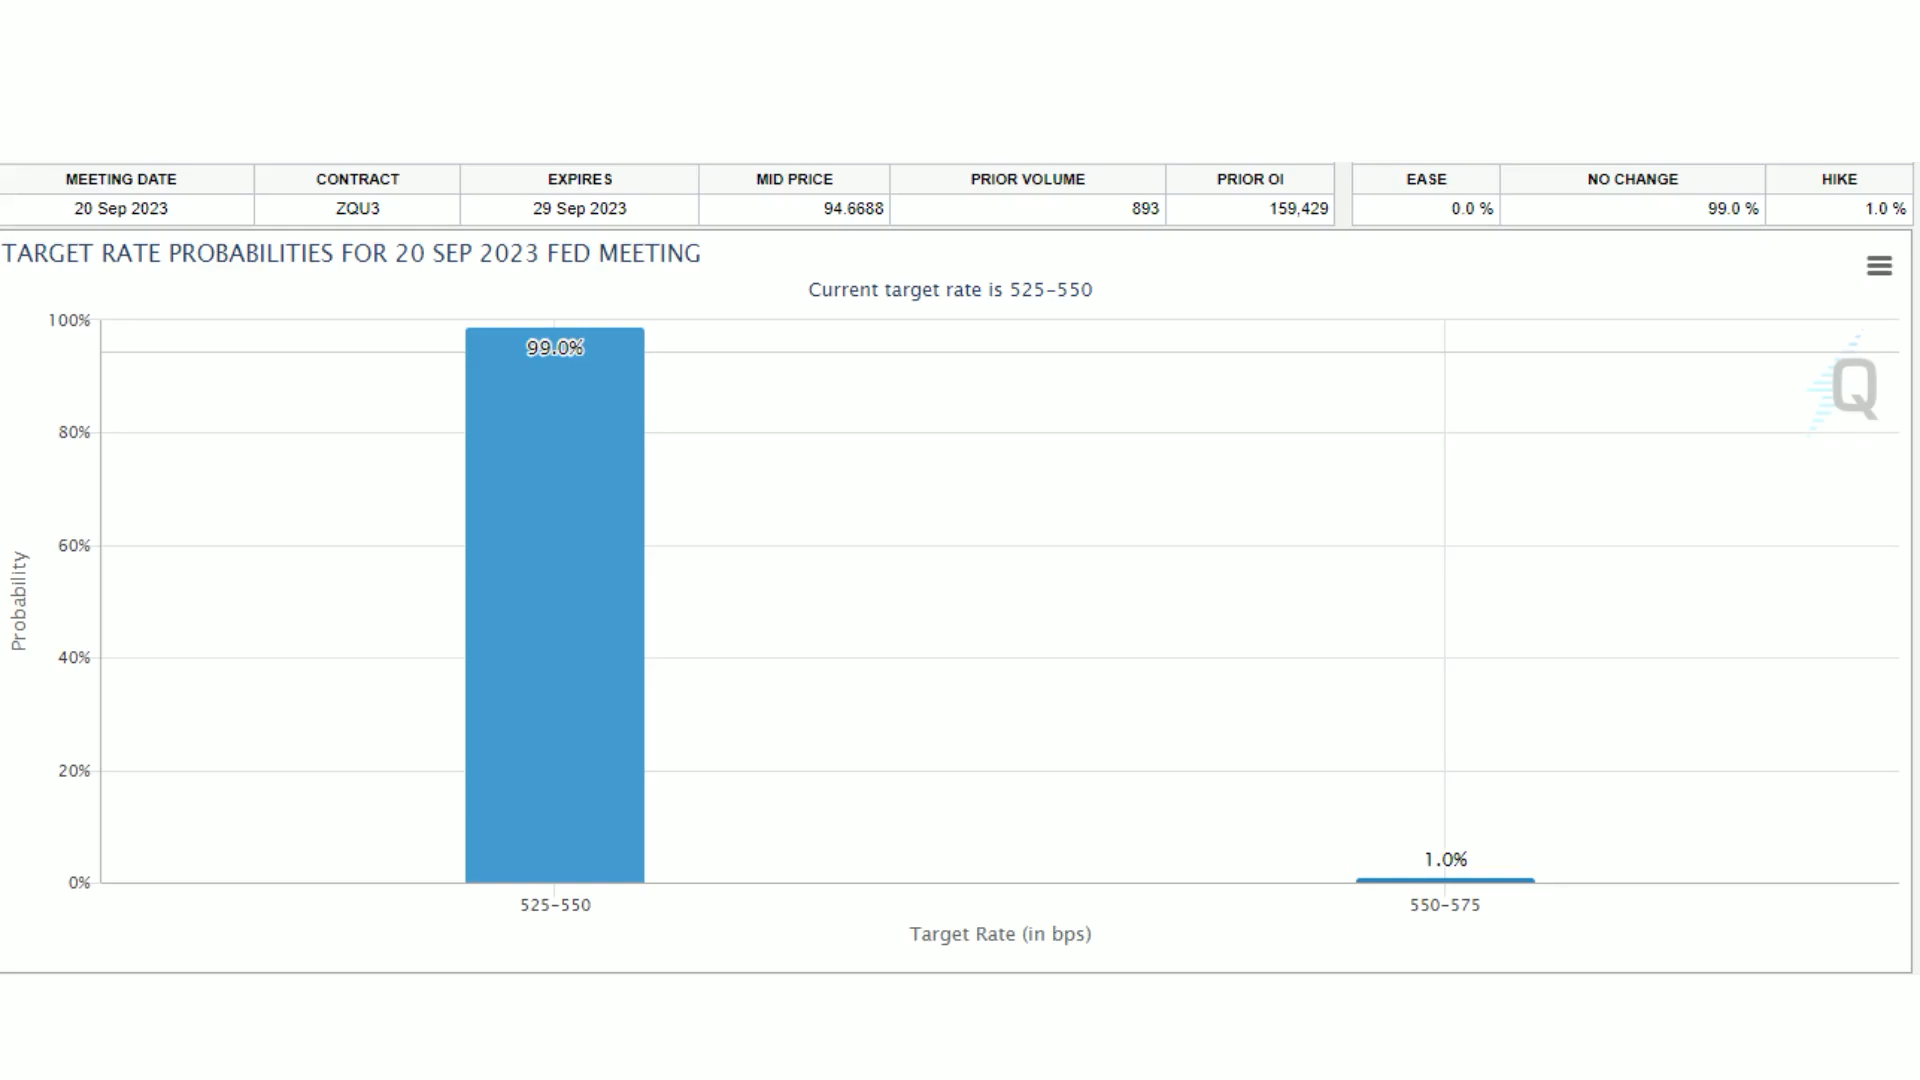 MEETING DATE CONTRACT EXPIRES MID PRICE PRIOR VOLUME PRIOR OI EASE NO CHANGE HIKE
20 Sep 2023 ZQU3 29 Sep 2023 94.6688 893 159,429 0.0 % 99.0 % 1.0 %
TARGET RATE PROBABILITIES FOR 20 SEP 2023 FED MEETING
Current target rate is 525-550
100%
99.0%
Q
80%
60%
Probability
40%
20%
1.0%
0%
525-550 550-575
Target Rate (in bps)